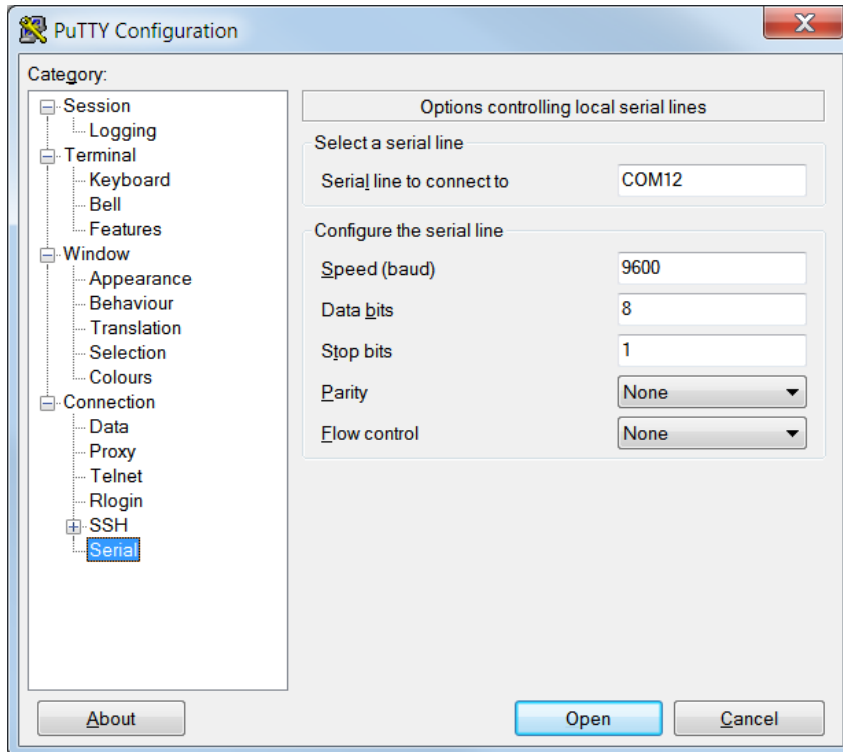 PuTTY Configuration
Category:
Session
Logging
Terminal
Keyboard
Bell
Features
Window
Appearance
Behaviour
Translation
Selection
Colours
Connection
Data
Proxy
Telnet
Rlogin
SSH
Serial
Options controlling local serial lines
Select a serial line
Serial line to connect to COM12
Configure the serial line
Speed (baud) 9600
Data bits 8
Stop bits 1
Parity None
Flow control None
About Open Cancel